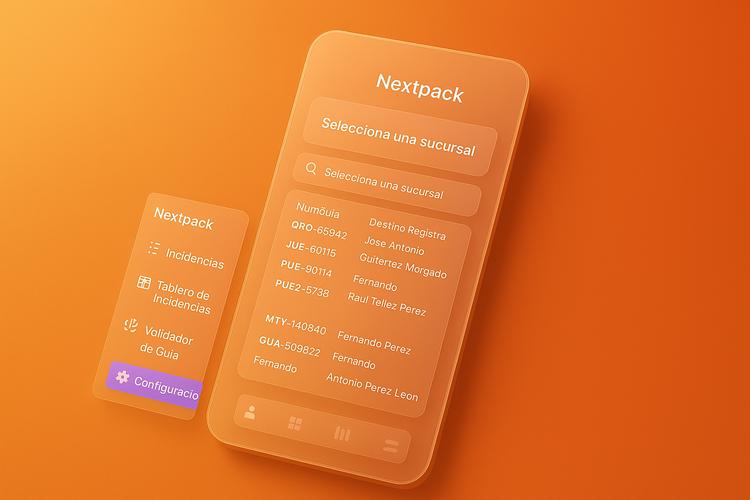 Nextpack
Selecciona una sucursal
Selecciona una sucursal
Numõuia Destino Registra
QRO-65942 Jose Antonio
JUE-60115 Guitertez Morgado
PUE-90114 Fernando
PUE2-5738 Raul Tellez Perez
MTY-140840 Fernando Perez
GUA-509822 Fernando
Fernando Antonio Perez Leon
Nextpack
Incidencias
Tablero de
Incidencias
Validador
de Guia
Configuracio